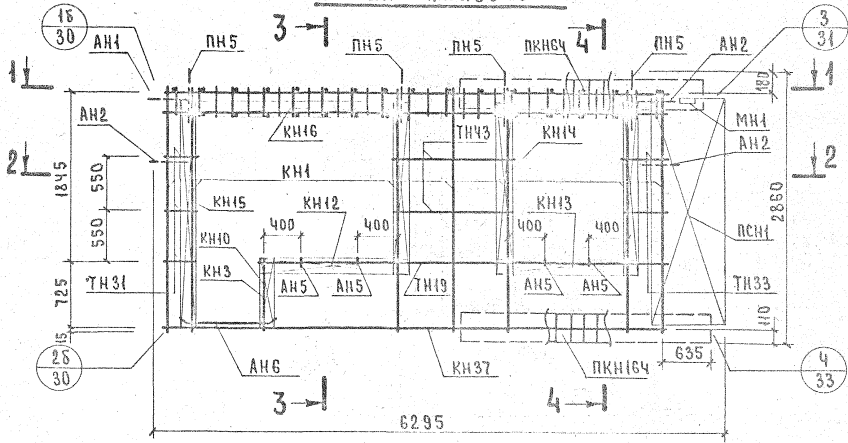 1б
30
3
4
3
31
АН1
ПН5
ПН5
ПН5
ПКН64
ПН5
АН2
180
1
1
АН2
КН16
ТН43
КН14
МН1
АН2
2
2
1845
550
КН1
2860
КН15
КН12
КН13
550
400
400
400
400
ПСН1
КН10
КН3
ТН31
АН5
АН5
ТН19
АН5
АН5
ТН33
725
110
15
2б
30
АН6
КН37
ПКН164
635
4
33
3
4
6295